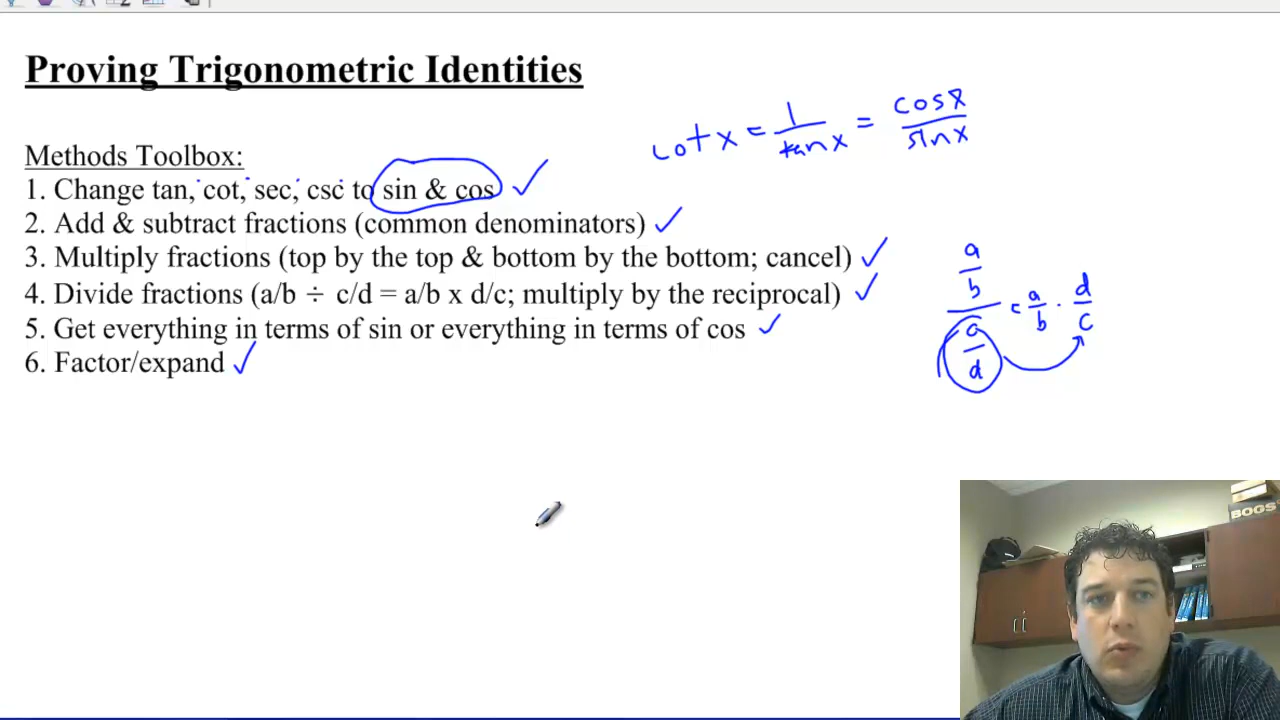 Proving Trigonometric Identities
cot x = 1/tan x = cos x/sin x
Methods Toolbox:
1. Change tan, cot, sec, csc to sin & cos ✓
2. Add & subtract fractions (common denominators) ✓
3. Multiply fractions (top by the top & bottom by the bottom; cancel) ✓
4. Divide fractions (a/b ÷ c/d = a/b x d/c; multiply by the reciprocal) ✓
5. Get everything in terms of sin or everything in terms of cos ✓
6. Factor/expand ✓
a
b
a
d
= a/b · d/c
BOGS